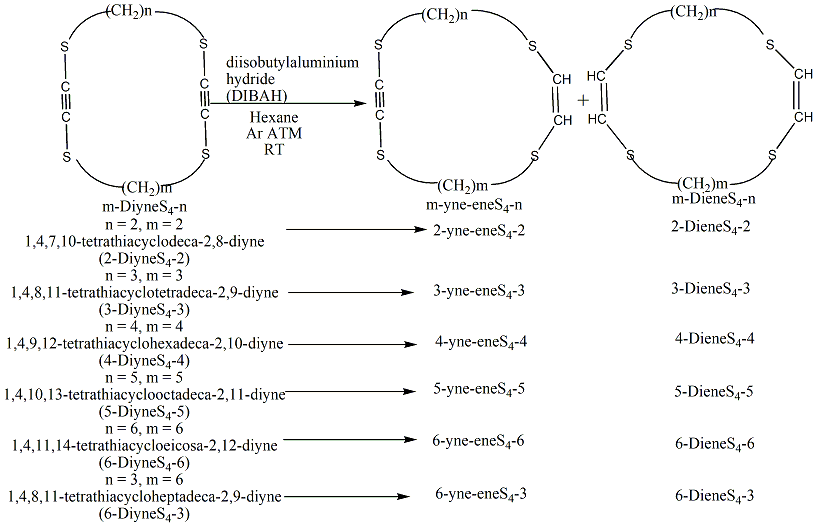 (CH2)n
S
S
C
C
C
C
S
S
(CH2)m
m-DiyneS4-n
diisobutylaluminium
hydride
(DIBAH)
Hexane
Ar ATM
RT
(CH2)n
S
S
C
C
CH
CH
S
S
(CH2)m
m-yne-eneS4-n
+
(CH2)n
S
S
HC
HC
CH
CH
S
S
(CH2)m
m-DieneS4-n
n = 2, m = 2
1,4,7,10-tetrathiacyclodeca-2,8-diyne
(2-DiyneS4-2)
2-yne-eneS4-2
2-DieneS4-2
n = 3, m = 3
1,4,8,11-tetrathiacyclotetradeca-2,9-diyne
(3-DiyneS4-3)
3-yne-eneS4-3
3-DieneS4-3
n = 4, m = 4
1,4,9,12-tetrathiacyclohexadeca-2,10-diyne
(4-DiyneS4-4)
4-yne-eneS4-4
4-DieneS4-4
n = 5, m = 5
1,4,10,13-tetrathiacyclooctadeca-2,11-diyne
(5-DiyneS4-5)
5-yne-eneS4-5
5-DieneS4-5
n = 6, m = 6
1,4,11,14-tetrathiacycloeicosa-2,12-diyne
(6-DiyneS4-6)
6-yne-eneS4-6
6-DieneS4-6
n = 3, m = 6
1,4,8,11-tetrathiacycloheptadeca-2,9-diyne
(6-DiyneS4-3)
6-yne-eneS4-3
6-DieneS4-3